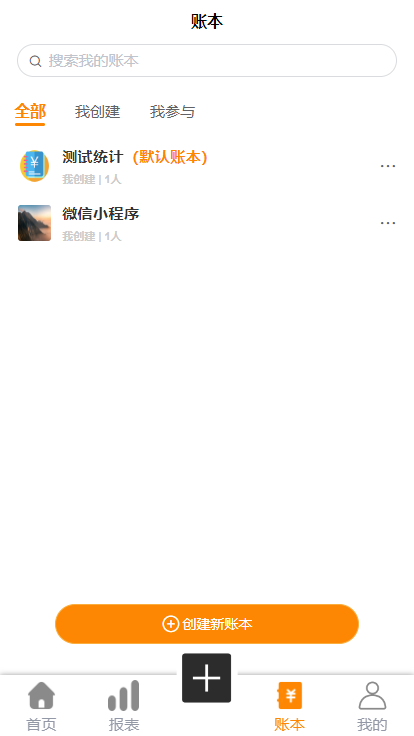 账本
搜索我的账本
全部 我创建 我参与
测试统计（默认账本）
我创建 | 1人
微信小程序
我创建 | 1人
创建新账本
首页 报表 账本 我的